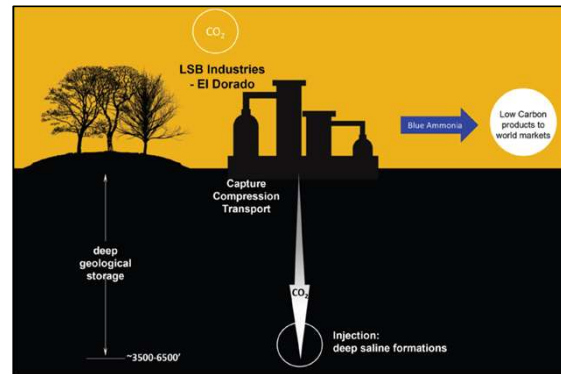 CO2
LSB Industries
- El Dorado
Blue Ammonia
Low Carbon
products to
world markets
Capture
Compression
Transport
deep
geological
storage
CO2
Injection:
deep saline formations
~3500-6500'